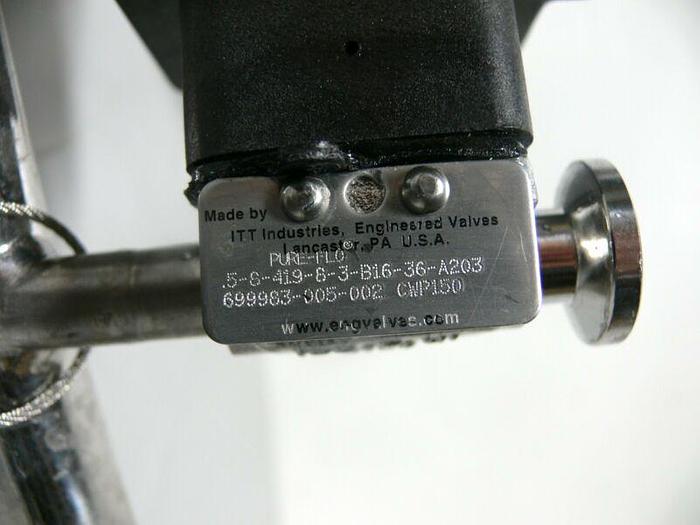 Made by
ITT Industries, Engineered Valves
Lancaster, PA U.S.A.
PURE-FLO®
.5-8-419-8-3-B16-36-A203
699983-005-002 CWP150
www.engvalves.com